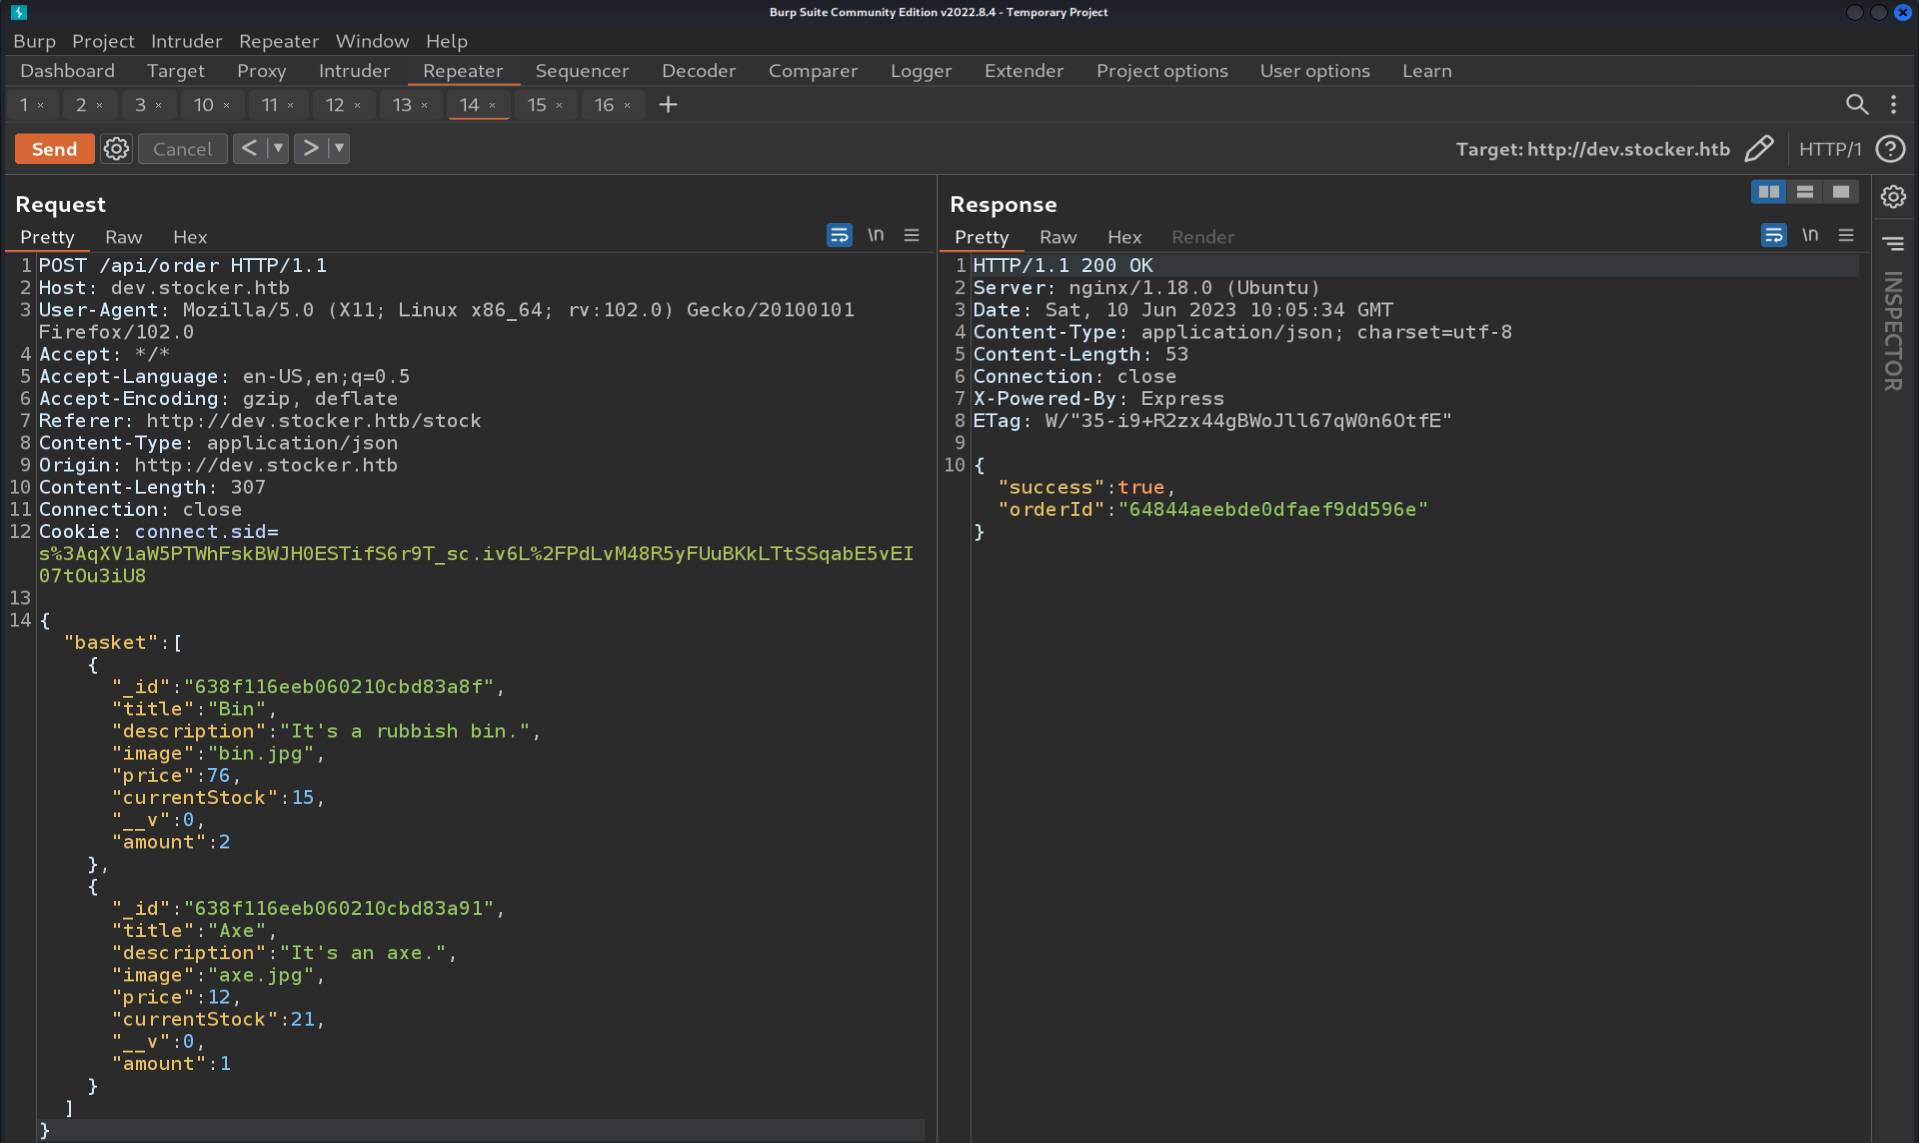 Burp Suite Community Edition v2022.8.4 - Temporary Project
Burp Project Intruder Repeater Window Help
Dashboard Target Proxy Intruder Repeater Sequencer Decoder Comparer Logger Extender Project options User options Learn
1 × 2 × 3 × 10 × 11 × 12 × 13 × 14 × 15 × 16 × +
Send Cancel < > Target: http://dev.stocker.htb HTTP/1 ?
Request
Pretty Raw Hex \n
1 POST /api/order HTTP/1.1
2 Host: dev.stocker.htb
3 User-Agent: Mozilla/5.0 (X11; Linux x86_64; rv:102.0) Gecko/20100101
Firefox/102.0
4 Accept: */*
5 Accept-Language: en-US,en;q=0.5
6 Accept-Encoding: gzip, deflate
7 Referer: http://dev.stocker.htb/stock
8 Content-Type: application/json
9 Origin: http://dev.stocker.htb
10 Content-Length: 307
11 Connection: close
12 Cookie: connect.sid=
s%3AqXV1aW5PTWhFskBWJH0ESTifS6r9T_sc.iv6L%2FPdLvM48R5yFUuBKkLTtSSqabE5vEI
07tOu3iU8
13
14 {
"basket":[
{
"_id":"638f116eeb060210cbd83a8f",
"title":"Bin",
"description":"It's a rubbish bin.",
"image":"bin.jpg",
"price":76,
"currentStock":15,
"__v":0,
"amount":2
},
{
"_id":"638f116eeb060210cbd83a91",
"title":"Axe",
"description":"It's an axe.",
"image":"axe.jpg",
"price":12,
"currentStock":21,
"__v":0,
"amount":1
}
]
}
Response
Pretty Raw Hex Render \n
1 HTTP/1.1 200 OK
2 Server: nginx/1.18.0 (Ubuntu)
3 Date: Sat, 10 Jun 2023 10:05:34 GMT
4 Content-Type: application/json; charset=utf-8
5 Content-Length: 53
6 Connection: close
7 X-Powered-By: Express
8 ETag: W/"35-i9+R2zx44gBWoJll67qW0n6OtfE"
9
10 {
"success":true,
"orderId":"64844aeebde0dfaef9dd596e"
}
INSPECTOR